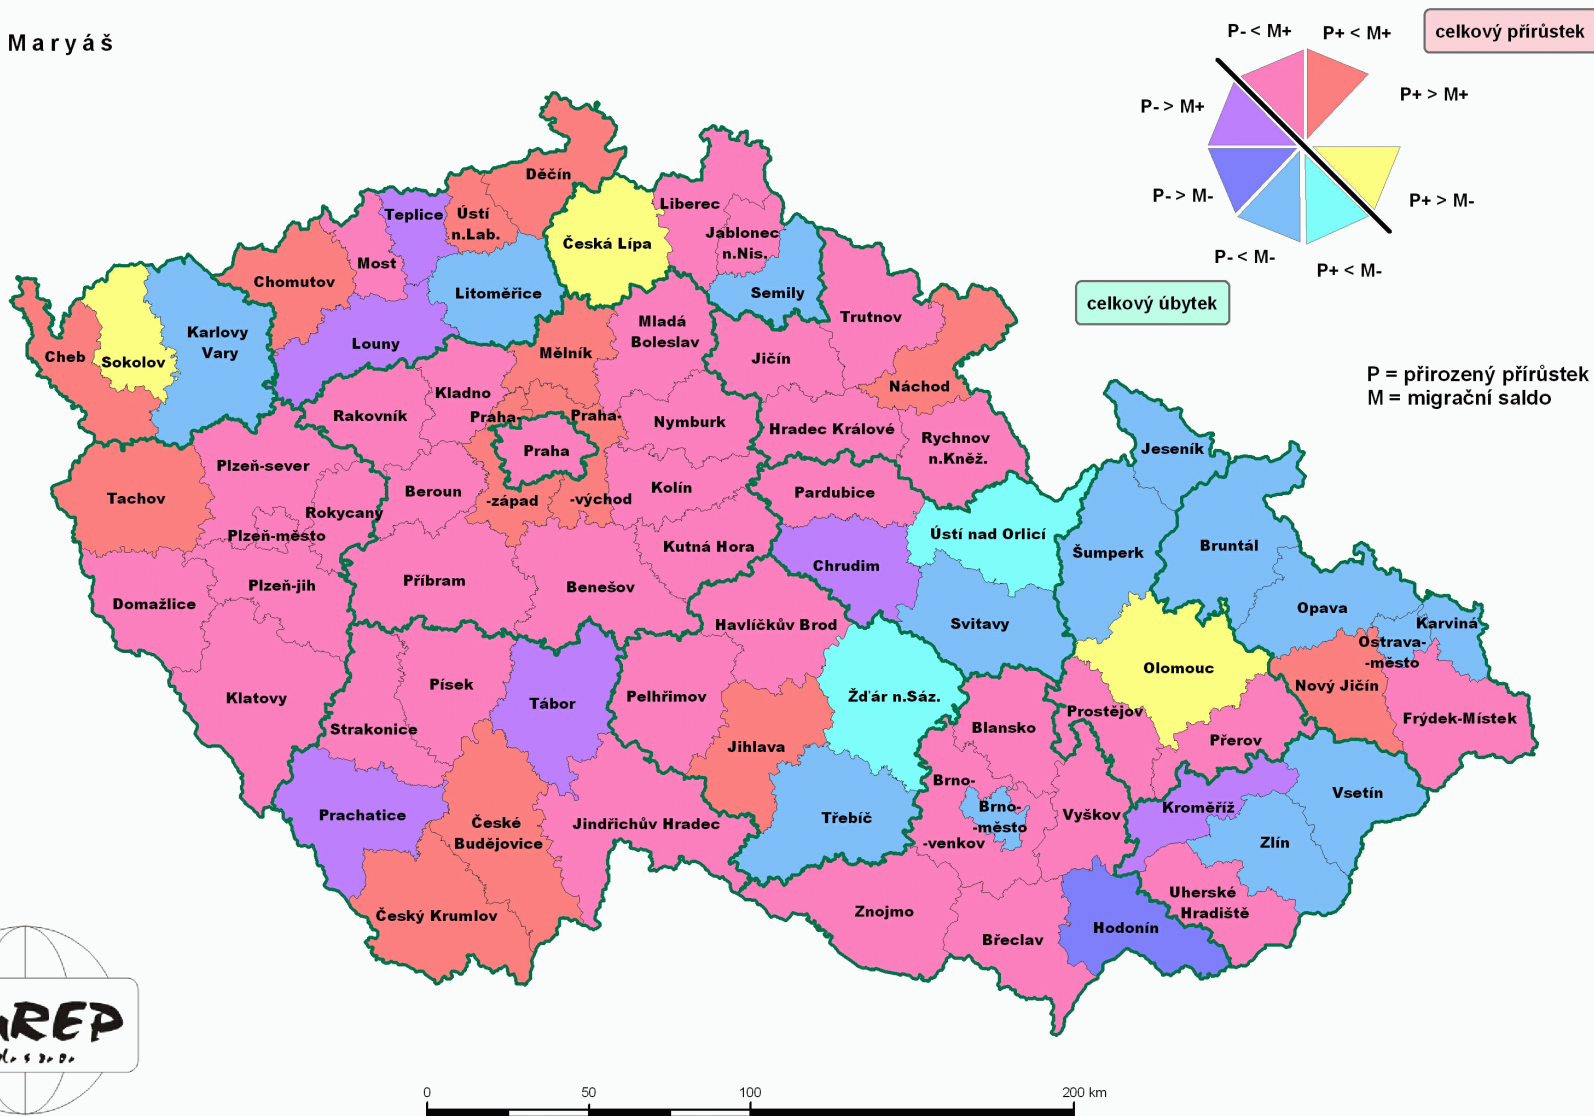 Maryáš
P- < M+
P+ < M+
celkový přírůstek
P- > M+
P+ > M+
P- > M-
P+ > M-
P- < M-
P+ < M-
celkový úbytek
P = přirozený přírůstek
M = migrační saldo
Děčín
Teplice
Ústí
n.Lab.
Liberec
Česká Lípa
Jablonec
n.Nis.
Most
Chomutov
Litoměřice
Semily
Karlovy
Vary
Trutnov
Mladá
Boleslav
Louny
Cheb
Sokolov
Mělník
Jičín
Náchod
Kladno
Rakovník
Praha-
Praha-
Nymburk
Hradec Králové
Rychnov
n.Kněž.
Praha
Jeseník
Plzeň-sever
Beroun
Kolín
Pardubice
Tachov
-západ
-východ
Rokycany
Plzeň-město
Ústí nad Orlicí
Kutná Hora
Šumperk
Bruntál
Chrudim
Příbram
Plzeň-jih
Benešov
Domažlice
Opava
Havlíčkův Brod
Svitavy
Karviná
Ostrava-
-město
Olomouc
Písek
Nový Jičín
Klatovy
Tábor
Pelhřimov
Žďár n.Sáz.
Prostějov
Frýdek-Místek
Strakonice
Blansko
Přerov
Jihlava
Brno-
Vsetín
Brno-
-město
Kroměříž
Prachatice
České
Budějovice
Jindřichův Hradec
Třebíč
Vyškov
-venkov
Zlín
Uherské
Hradiště
Český Krumlov
Znojmo
Hodonín
Břeclav
REP
0
50
100
200 km